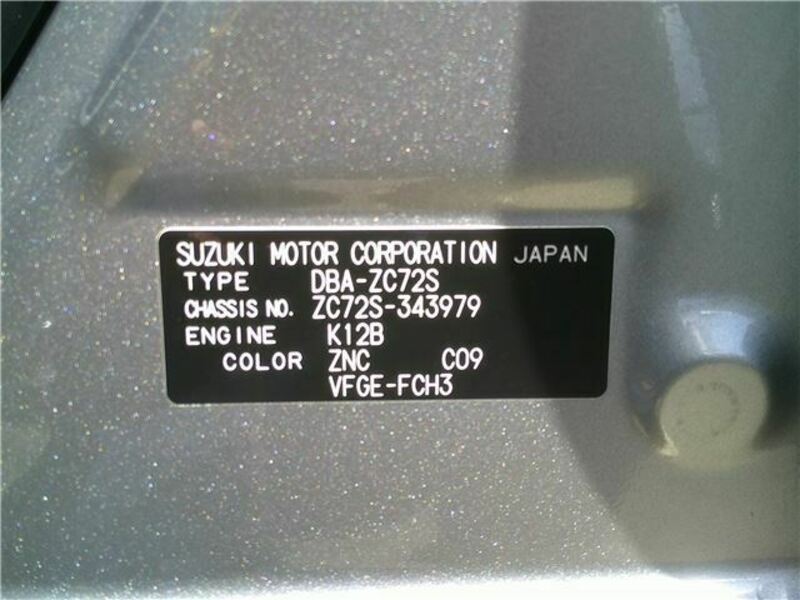 SUZUKI MOTOR CORPORATION JAPAN
TYPE DBA-ZC72S
CHASSIS NO. ZC72S-343979
ENGINE K12B
COLOR ZNC C09
VFGE-FCH3